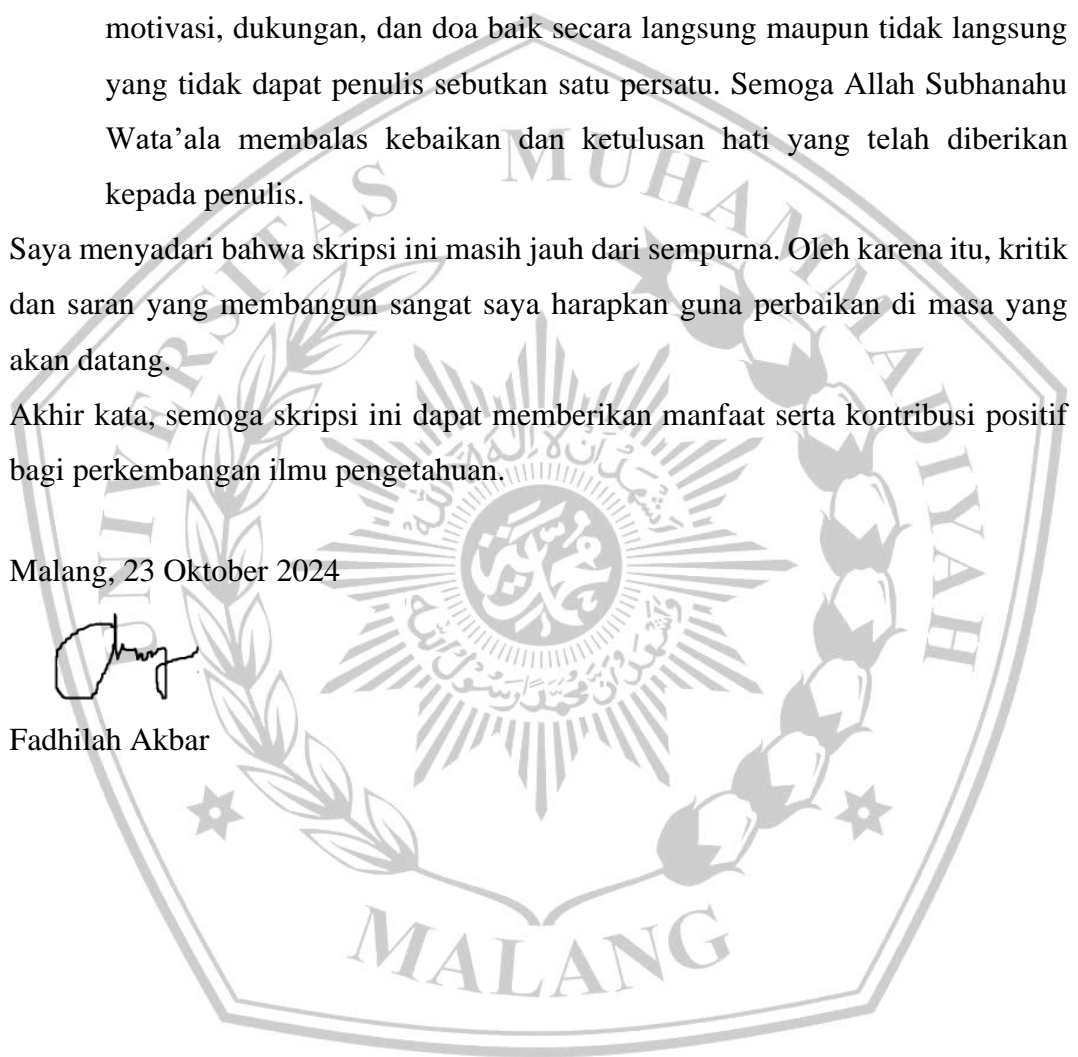 motivasi, dukungan, dan doa baik secara langsung maupun tidak langsung
yang tidak dapat penulis sebutkan satu persatu. Semoga Allah Subhanahu
Wata’ala membalas kebaikan dan ketulusan hati yang telah diberikan
kepada penulis.
Saya menyadari bahwa skripsi ini masih jauh dari sempurna. Oleh karena itu, kritik
dan saran yang membangun sangat saya harapkan guna perbaikan di masa yang
akan datang.
Akhir kata, semoga skripsi ini dapat memberikan manfaat serta kontribusi positif
bagi perkembangan ilmu pengetahuan.
Malang, 23 Oktober 2024
Fadhilah Akbar
UNIVERSITAS MUHAMMADIYAH
MALANG